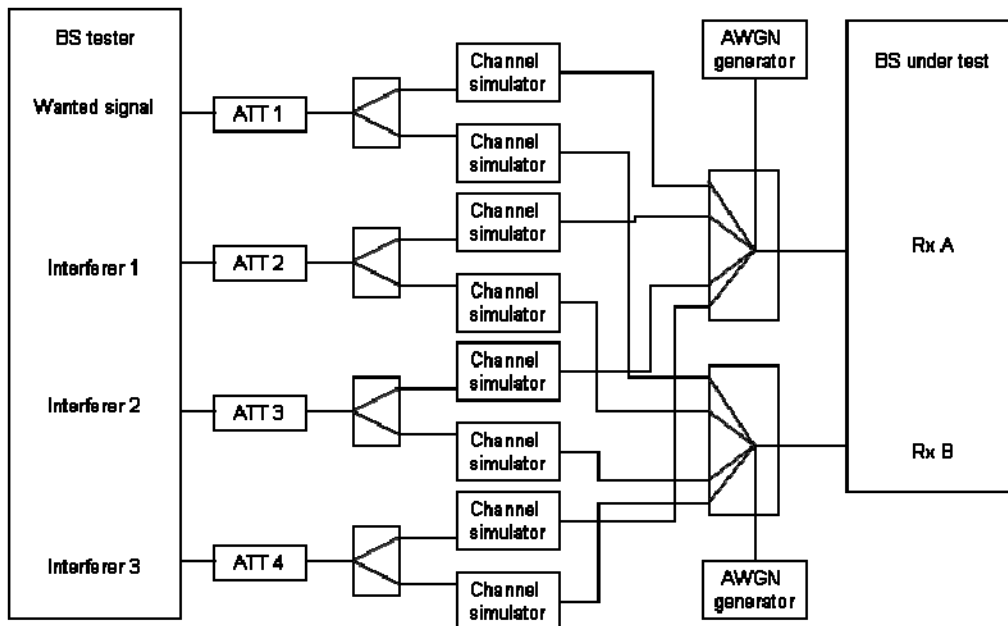 BS tester
Wanted signal
Interferer 1
Interferer 2
Interferer 3
ATT 1
ATT 2
ATT 3
ATT 4
Channel
simulator
Channel
simulator
Channel
simulator
Channel
simulator
Channel
simulator
Channel
simulator
Channel
simulator
Channel
simulator
AWGN
generator
AWGN
generator
BS under test
Rx A
Rx B